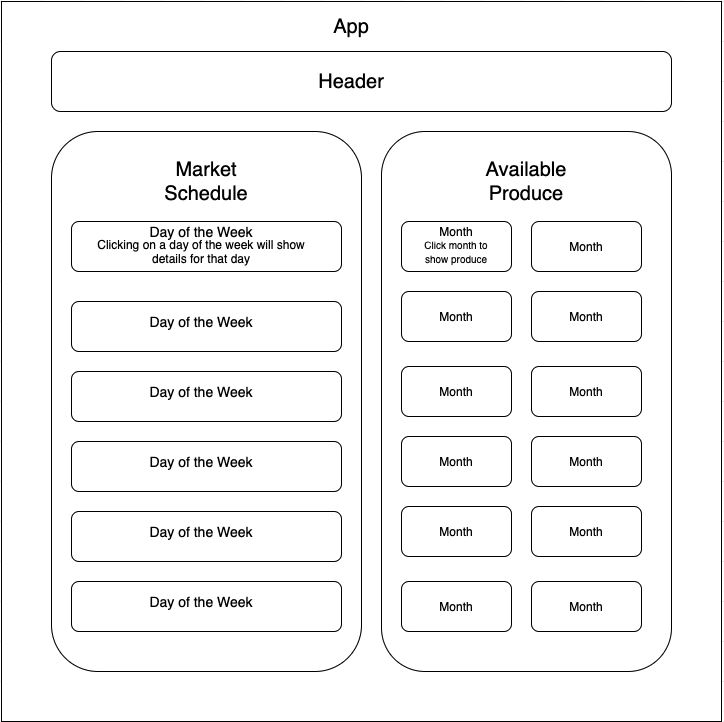 App
Header
Market
Schedule
Day of the Week
Clicking on a day of the week will show
details for that day
Day of the Week
Day of the Week
Day of the Week
Day of the Week
Day of the Week
Available
Produce
Month
Click month to
show produce
Month
Month
Month
Month
Month
Month
Month
Month
Month
Month
Month